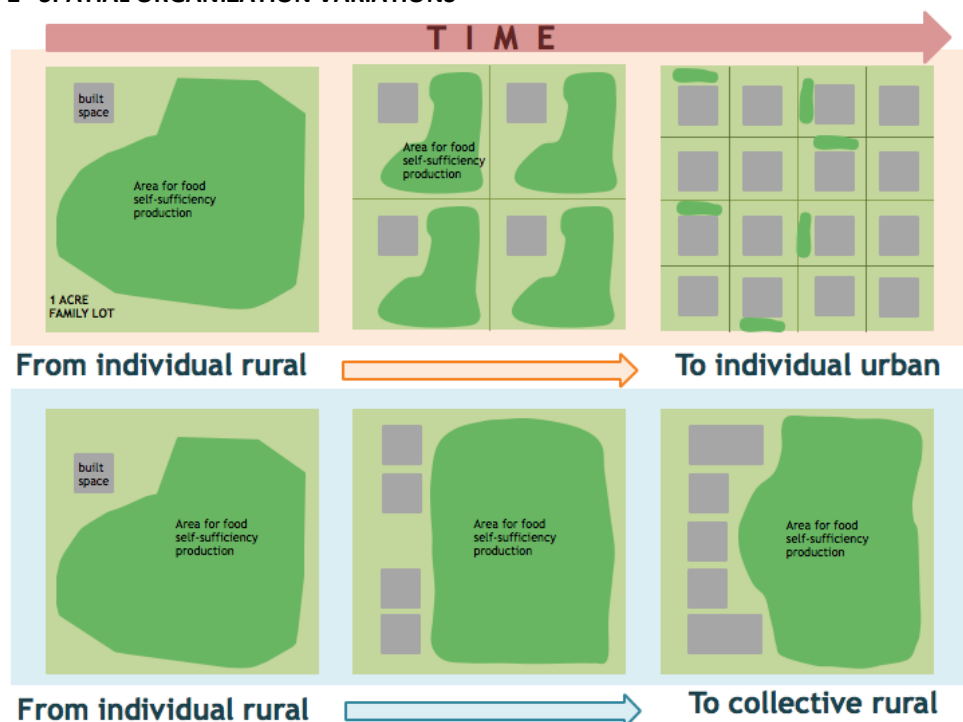 TIME
built
space
Area for food
self-sufficiency
production
1 ACRE
FAMILY LOT
Area for food
self-sufficiency
production
From individual rural
To individual urban
built
space
Area for food
self-sufficiency
production
Area for food
self-sufficiency
production
Area for food
self-sufficiency
production
From individual rural
To collective rural